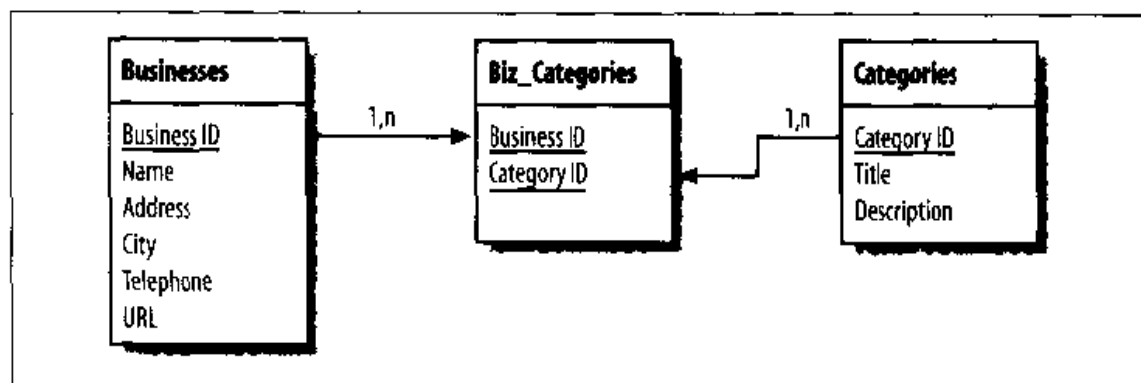 Businesses
Business ID
Name
Address
City
Telephone
URL
1,n
Biz_Categories
Business ID
Category ID
1,n
Categories
Category ID
Title
Description